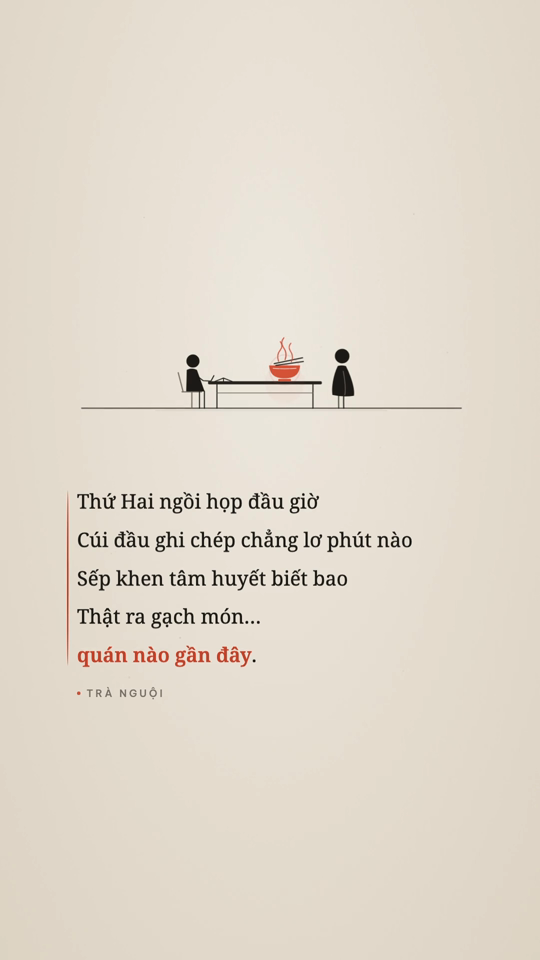 Thứ Hai ngồi họp đầu giờ
Cúi đầu ghi chép chẳng lơ phút nào
Sếp khen tâm huyết biết bao
Thật ra gạch món...
quán nào gần đây.
• TRÀ NGUỘI